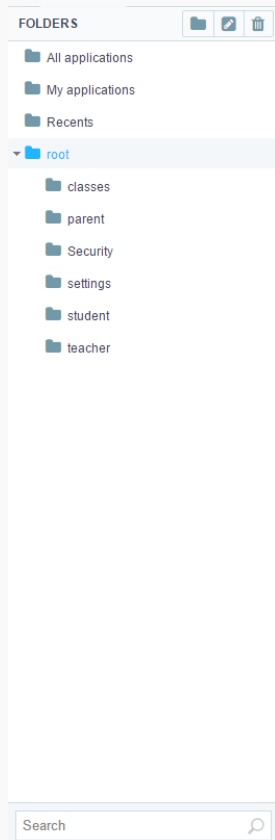 FOLDERS
All applications
My applications
Recents
root
classes
parent
Security
settings
student
teacher
Search